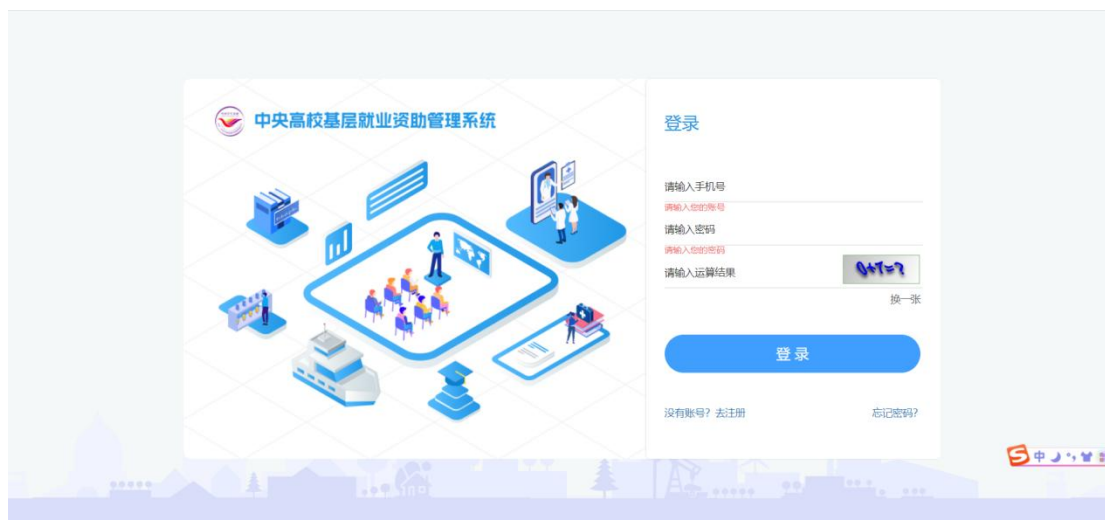 中央高校基层就业资助管理系统
登录
请输入手机号
请输入您的账号
请输入密码
请输入您的密码
请输入运算结果
0+7=?
换一张
登录
没有账号？去注册
忘记密码？
中